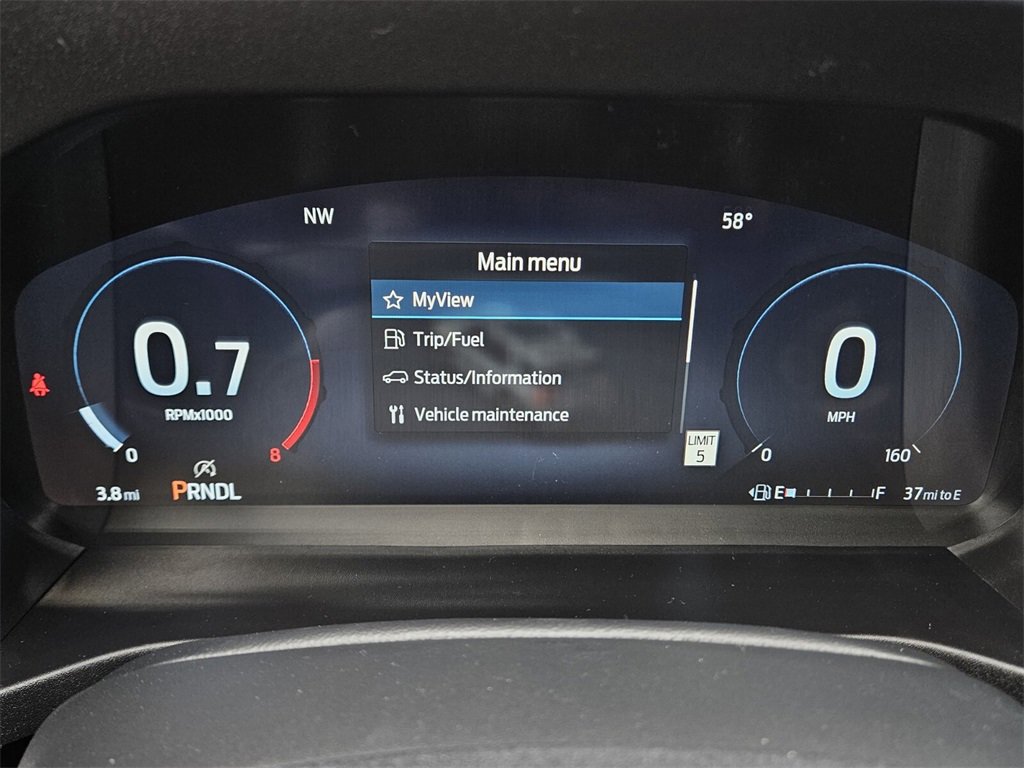 NW
58°
Main menu
MyView
Trip/Fuel
Status/Information
Vehicle maintenance
0.7
RPMx1000
0
8
0
MPH
0
160
LIMIT
5
3.8 mi
PRNDL
E
F
37 mi to E